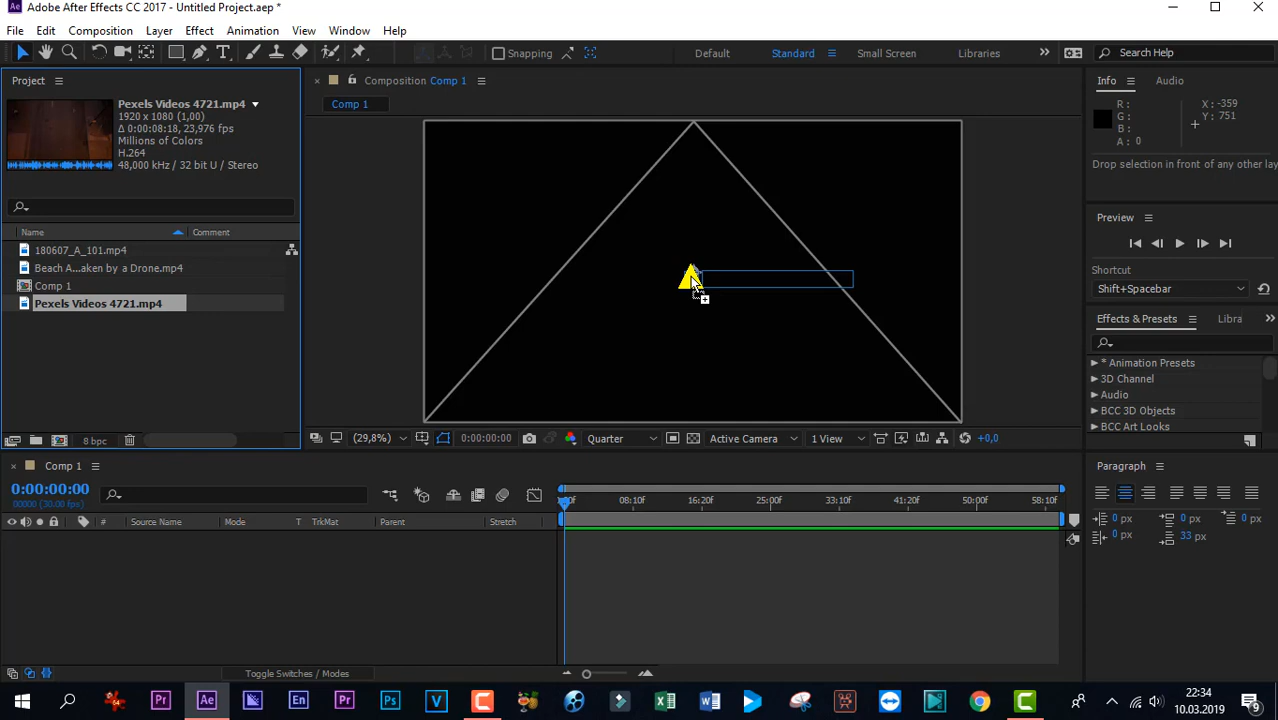 Adobe After Effects CC 2017 - Untitled Project.aep *
File Edit Composition Layer Effect Animation View Window Help
Snapping Default Standard Small Screen Libraries Search Help
Project
Pexels Videos 4721.mp4
1920 x 1080 (1,00)
Δ 0:00:08:18, 23,976 fps
Millions of Colors
H.264
48,000 kHz / 32 bit U / Stereo
Name Comment
180607_A_101.mp4
Beach A...aken by a Drone.mp4
Comp 1
Pexels Videos 4721.mp4
8 bpc
Composition Comp 1
Comp 1
(29,8%) 0:00:00:00 Quarter Active Camera 1 View +0,0
Info Audio
R :
G :
B :
A : 0
X : -359
Y : 751
Drop selection in front of any other lay
Preview
Shortcut
Shift+Spacebar
Effects & Presets Libra
* Animation Presets
3D Channel
Audio
BCC 3D Objects
BCC Art Looks
Comp 1
0:00:00:00
00000 (30.00 fps)
Source Name Mode T TrkMat Parent Stretch
08:10f 16:20f 25:00f 33:10f 41:20f 50:00f 58:10f
Toggle Switches / Modes
Paragraph
0 px 0 px 0 px
0 px 33 px
22:34
10.03.2019